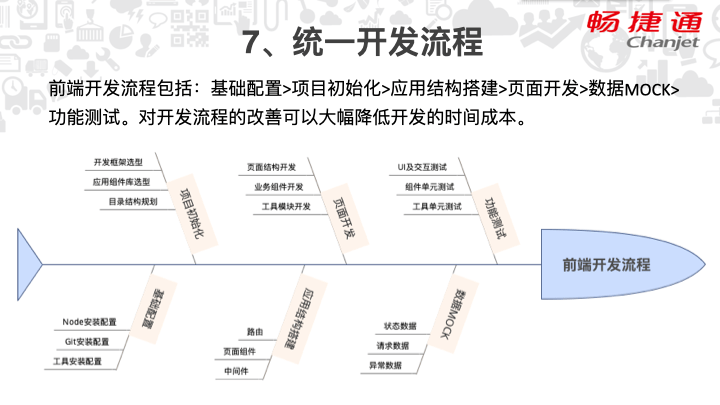 7、统一开发流程
畅捷通
Chanjet
前端开发流程包括：基础配置>项目初始化>应用结构搭建>页面开发>数据MOCK>
功能测试。对开发流程的改善可以大幅降低开发的时间成本。
开发框架选型
应用组件库选型
目录结构规划
项目初始化
页面结构开发
业务组件开发
工具模块开发
页面开发
UI及交互测试
组件单元测试
工具单元测试
功能测试
前端开发流程
基础配置
Node安装配置
Git安装配置
工具安装配置
应用结构搭建
路由
页面组件
中间件
数据MOCK
状态数据
请求数据
异常数据